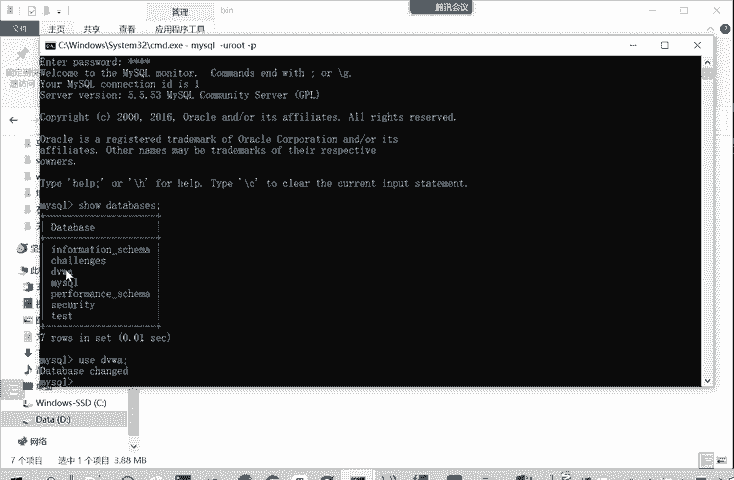 管理
bin
腾讯会议
文件
主页
共享
查看
应用程序工具
C:\Windows\System32\cmd.exe - mysql -uroot -p
Enter password: ****
Welcome to the MySQL monitor.  Commands end with ; or \g.
Your MySQL connection id is 1
Server version: 5.5.53 MySQL Community Server (GPL)
Copyright (c) 2000, 2016, Oracle and/or its affiliates. All rights reserved.
Oracle is a registered trademark of Oracle Corporation and/or its
affiliates. Other names may be trademarks of their respective
owners.
Type 'help;' or '\h' for help. Type '\c' to clear the current input statement.
mysql> show databases;
Database
information_schema
challenges
dvwa
mysql
performance_schema
security
test
7 rows in set (0.01 sec)
mysql> use dvwa;
Database changed
mysql>
Windows-SSD (C:)
Data (D:)
网络
7 个项目
选中 1 个项目 3.88 MB